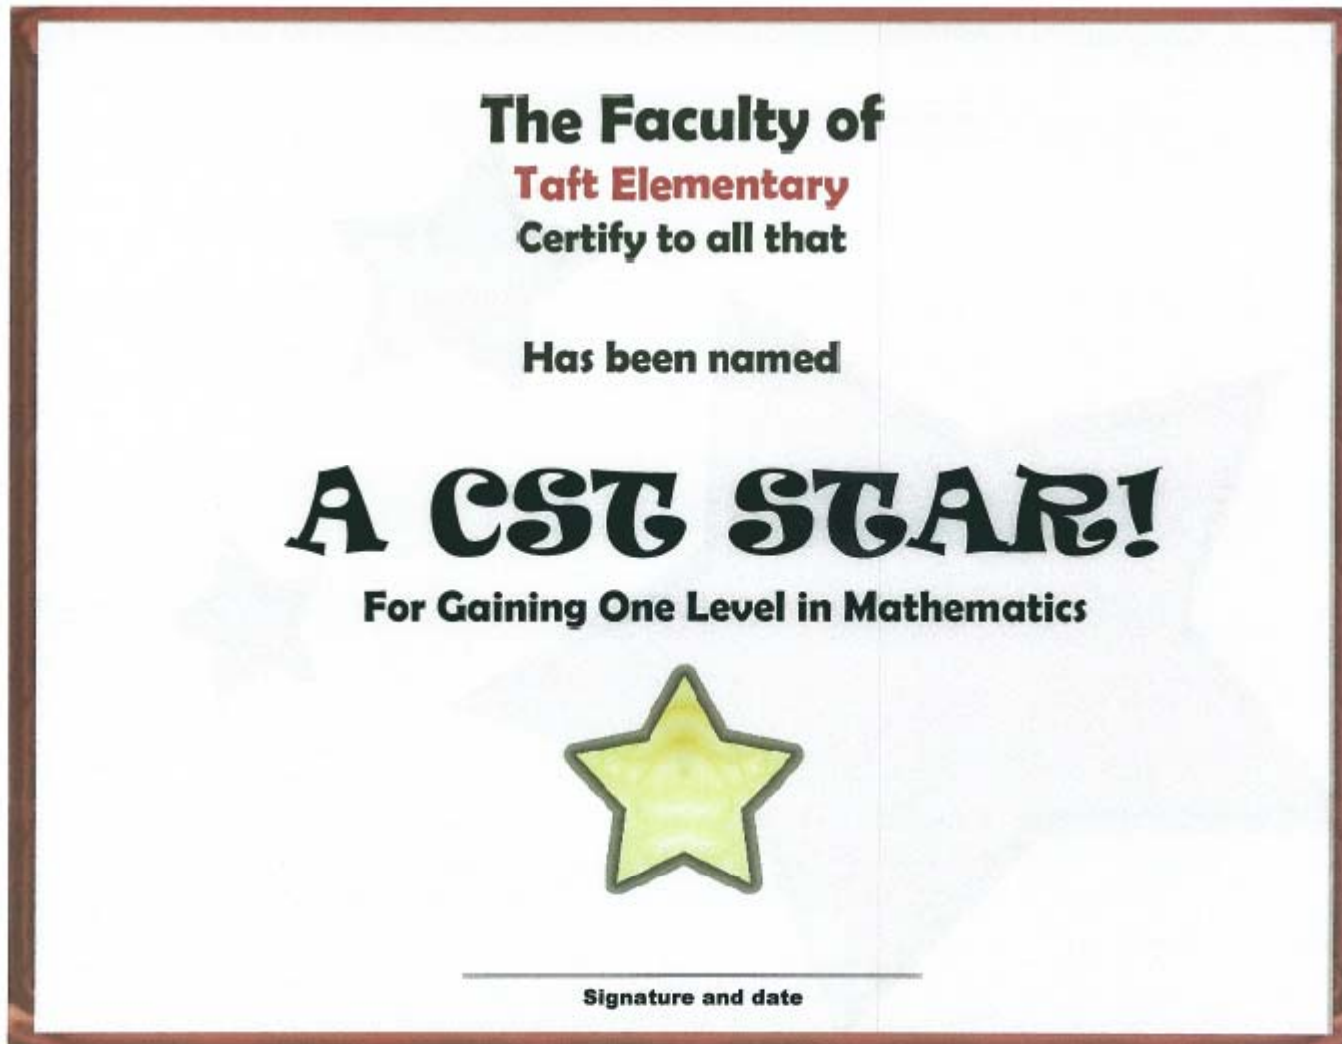 The Faculty of
Taft Elementary
Certify to all that
Has been named
A CST STAR!
For Gaining One Level in Mathematics
Signature and date